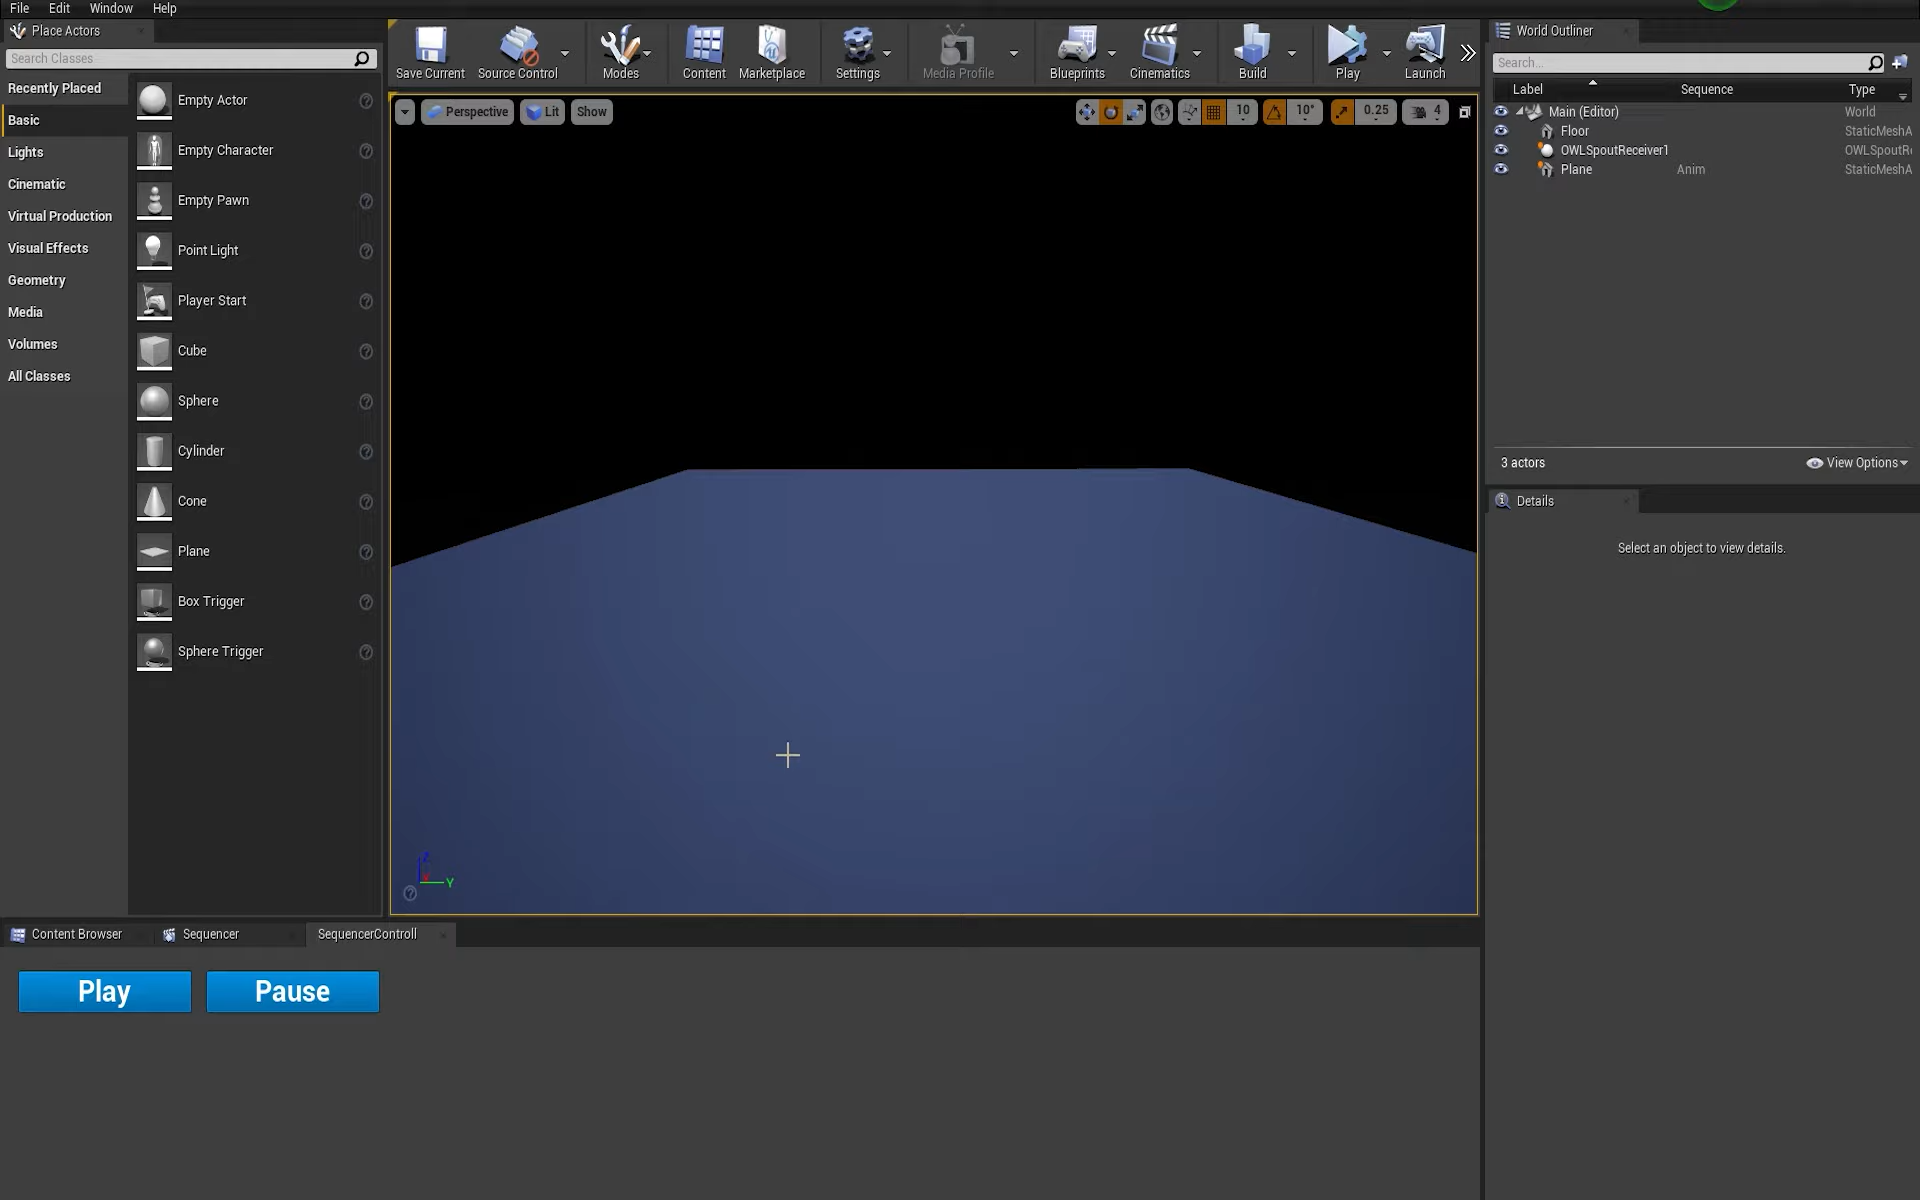 File Edit Window Help
Place Actors
Search Classes
Recently Placed
Basic
Lights
Cinematic
Virtual Production
Visual Effects
Geometry
Media
Volumes
All Classes
Empty Actor
Empty Character
Empty Pawn
Point Light
Player Start
Cube
Sphere
Cylinder
Cone
Plane
Box Trigger
Sphere Trigger
Save Current Source Control Modes Content Marketplace Settings Media Profile Blueprints Cinematics Build Play Launch
Perspective Lit Show 10 10° 0.25 4
Z
Y
World Outliner
Search...
Label Sequence Type
Main (Editor) World
Floor StaticMeshA
OWLSpoutReceiver1 OWLSpoutRe
Plane Anim StaticMeshA
3 actors View Options
Details
Select an object to view details.
Content Browser Sequencer SequencerControll
Play Pause